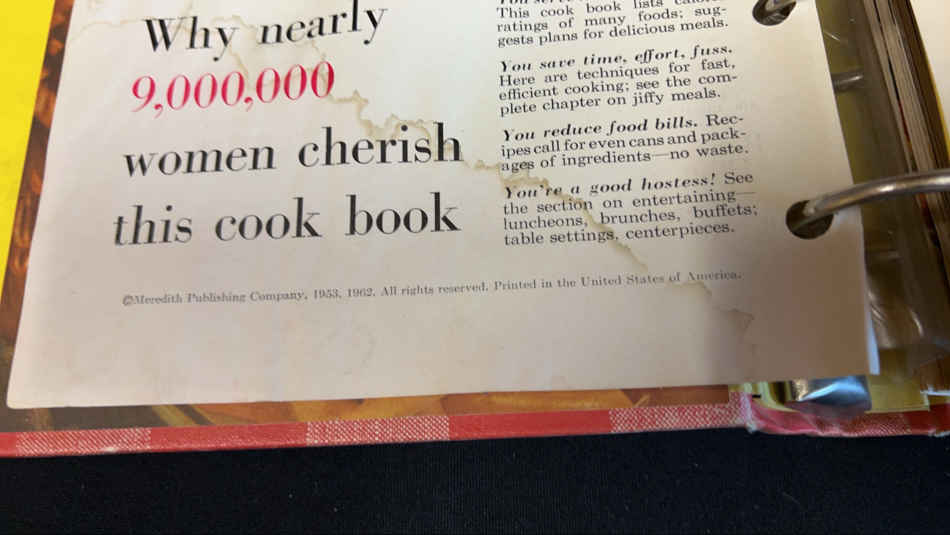 Why nearly
9,000,000
women cherish
this cook book
This cook book lists calorie
ratings of many foods; sug-
gests plans for delicious meals.
You save time, effort, fuss.
Here are techniques for fast,
efficient cooking; see the com-
plete chapter on jiffy meals.
You reduce food bills. Rec-
ipes call for even cans and pack-
ages of ingredients—no waste.
You're a good hostess! See
the section on entertaining—
luncheons, brunches, buffets;
table settings, centerpieces.
©Meredith Publishing Company, 1953, 1962. All rights reserved. Printed in the United States of America.